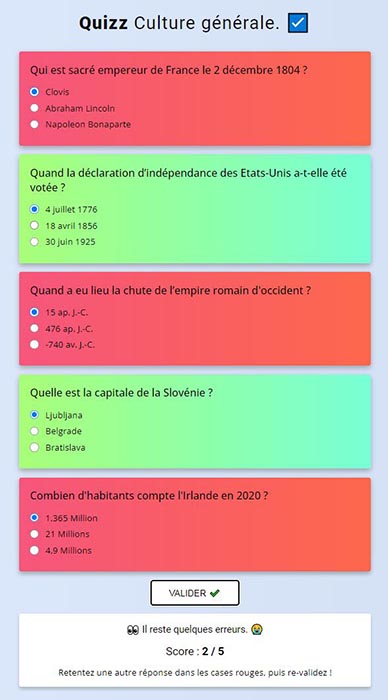 Quizz Culture générale. ☑
Qui est sacré empereur de France le 2 décembre 1804 ?
Clovis
Abraham Lincoln
Napoleon Bonaparte
Quand la déclaration d'indépendance des Etats-Unis a-t-elle été
votée ?
4 juillet 1776
18 avril 1856
30 juin 1925
Quand a eu lieu la chute de l'empire romain d'occident ?
15 ap. J.-C.
476 ap. J.-C.
-740 av. J.-C.
Quelle est la capitale de la Slovénie ?
Ljubljana
Belgrade
Bratislava
Combien d'habitants compte l'Irlande en 2020 ?
1.365 Million
21 Millions
4.9 Millions
VALIDER ✔
👀 Il reste quelques erreurs. 😭
Score : 2 / 5
Retentez une autre réponse dans les cases rouges, puis re-validez !